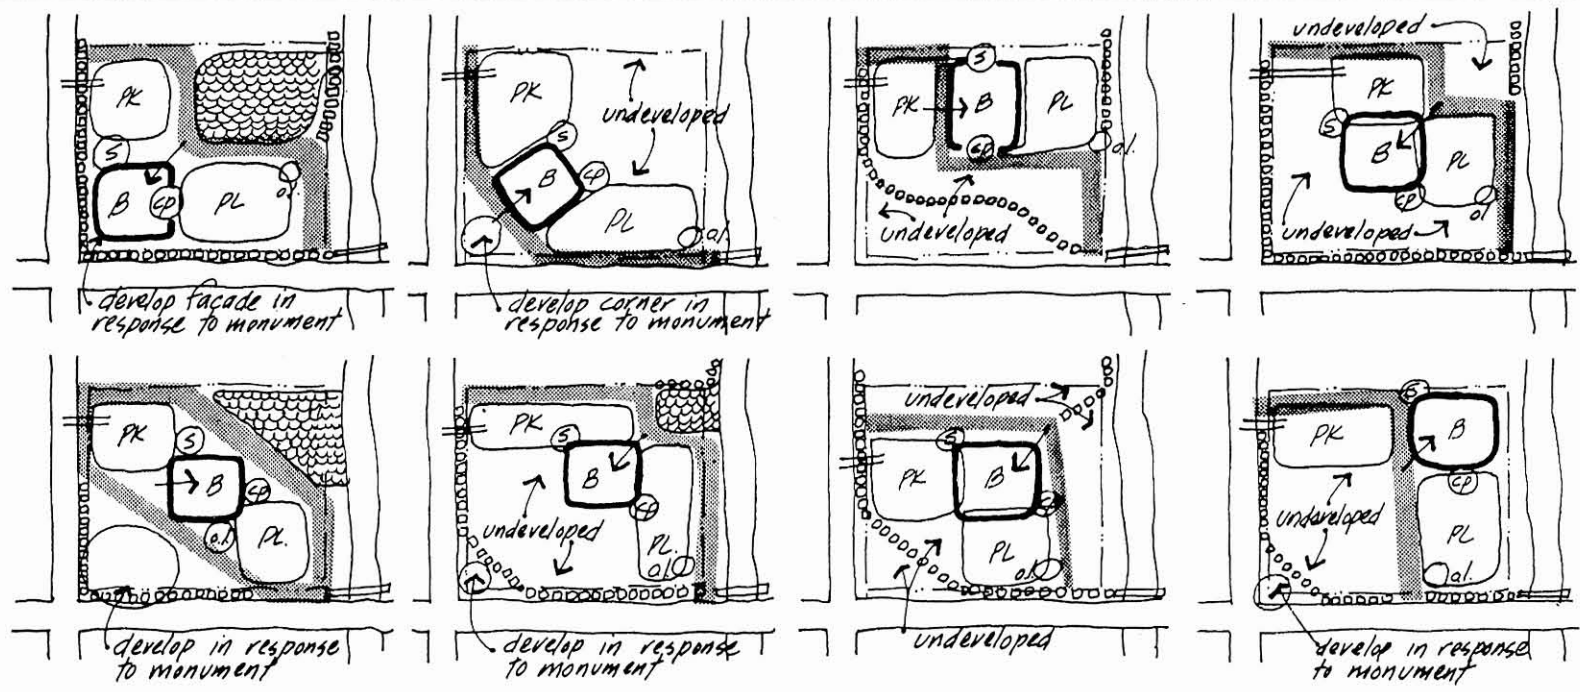 PK
S
B
CP
PL
o.l.
develop façade in
response to monument
PK
undeveloped
S
B
CP
PL
o.l.
develop corner in
response to monument
S
PK
B
PL
CP
o.l.
undeveloped
undeveloped
PK
S
B
PL
CP
o.l.
undeveloped
PK
S
B
CP
o.l.
PL.
develop in response
to monument
PK
S
B
CP
undeveloped
PL.
o.l.
develop in response
to monument
undeveloped
S
PK
B
CP
PL
o.l.
undeveloped
S
PK
B
CP
undeveloped
PL
o.l.
develop in response
to monument